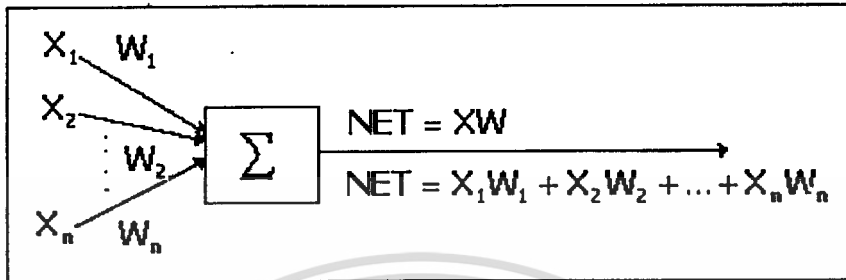 X₁ W₁
X₂
W₂
Xₙ Wₙ
Σ
NET = XW
NET = X₁W₁ + X₂W₂ + ... + XₙWₙ